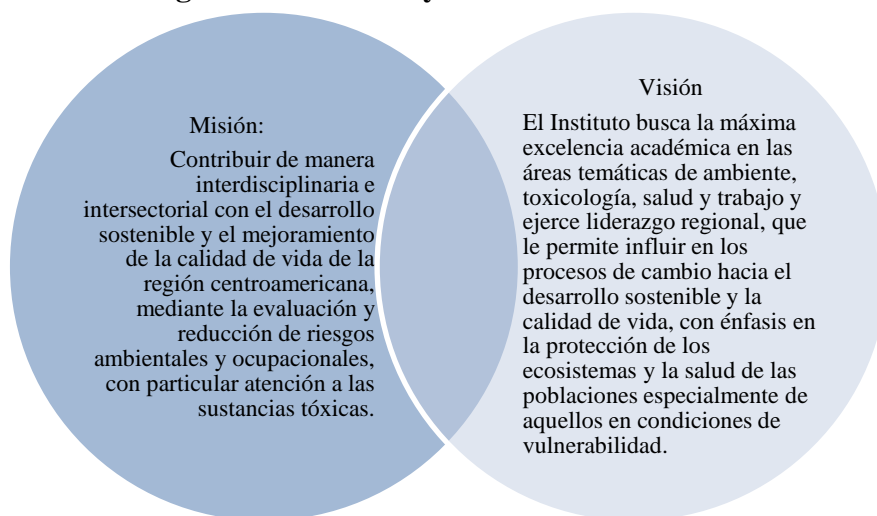 Misión:
Contribuir de manera
interdisciplinaria e
intersectorial con el desarrollo
sostenible y el mejoramiento
de la calidad de vida de la
región centroamericana,
mediante la evaluación y
reducción de riesgos
ambientales y ocupacionales,
con particular atención a las
sustancias tóxicas.
Visión
El Instituto busca la máxima
excelencia académica en las
áreas temáticas de ambiente,
toxicología, salud y trabajo y
ejerce liderazgo regional, que
le permite influir en los
procesos de cambio hacia el
desarrollo sostenible y la
calidad de vida, con énfasis en
la protección de los
ecosistemas y la salud de las
poblaciones especialmente de
aquellos en condiciones de
vulnerabilidad.